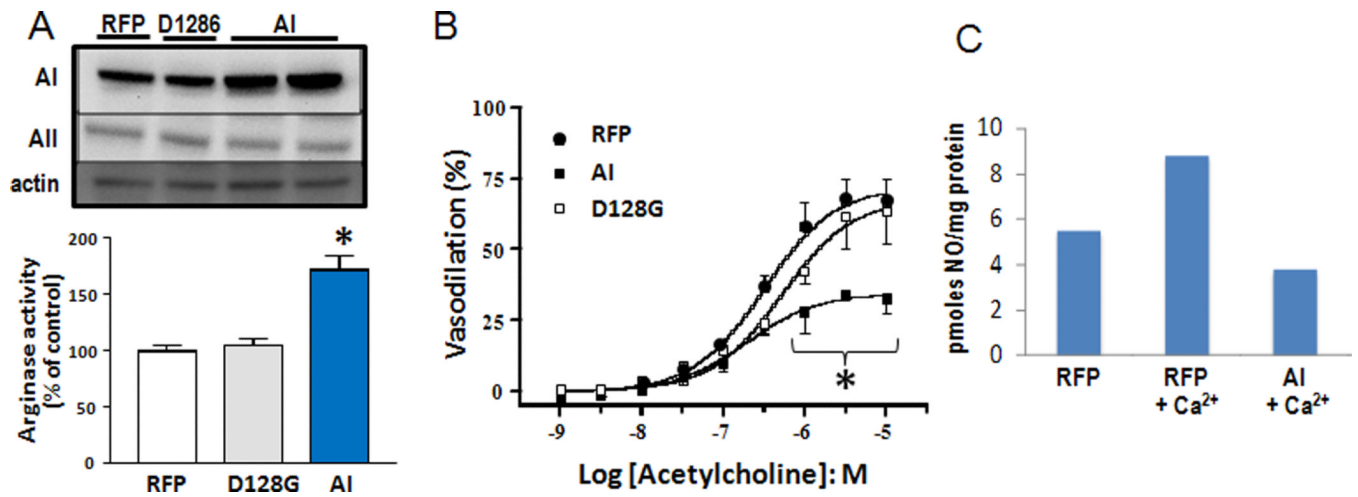 A
RFP D1286 AI
AI
AII
actin
Arginase activity
(% of control)
200
150
100
50
0
*
RFP D128G AI
B
Vasodilation (%)
100
75
50
25
0
RFP
AI
D128G
*
-9 -8 -7 -6 -5
Log [Acetylcholine]: M
C
pmoles NO/mg protein
10
8
6
4
2
0
RFP RFP AI
+ Ca²⁺ + Ca²⁺